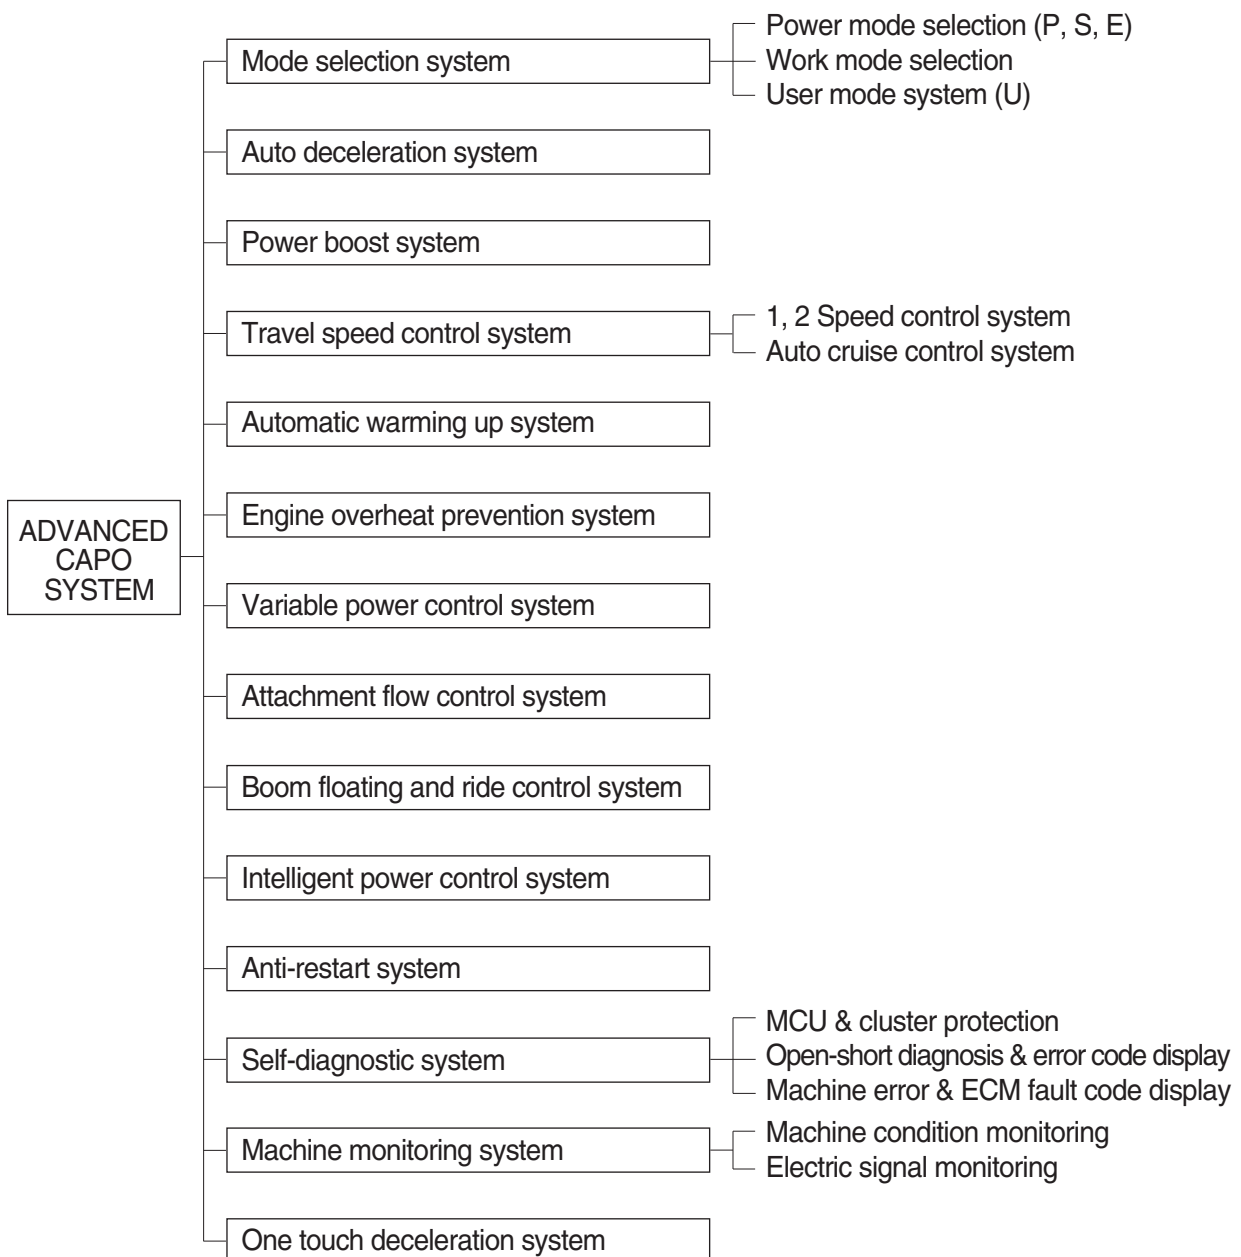 Power mode selection (P, S, E)
Mode selection system
Work mode selection
User mode system (U)
Auto deceleration system
Power boost system
1, 2 Speed control system
Travel speed control system
Auto cruise control system
Automatic warming up system
Engine overheat prevention system
ADVANCED
CAPO
SYSTEM
Variable power control system
Attachment flow control system
Boom floating and ride control system
Intelligent power control system
Anti-restart system
MCU & cluster protection
Self-diagnostic system
Open-short diagnosis & error code display
Machine error & ECM fault code display
Machine condition monitoring
Machine monitoring system
Electric signal monitoring
One touch deceleration system